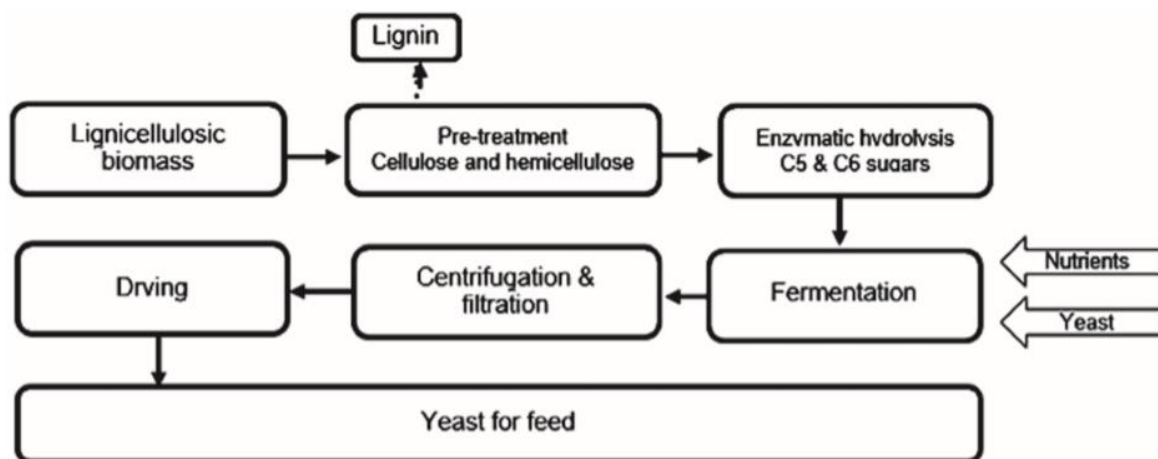 Lignin
Lignicellulosic
biomass
Pre-treatment
Cellulose and hemicellulose
Enzymatic hydrolysis
C5 & C6 sugars
Drying
Centrifugation &
filtration
Fermentation
Nutrients
Yeast
Yeast for feed